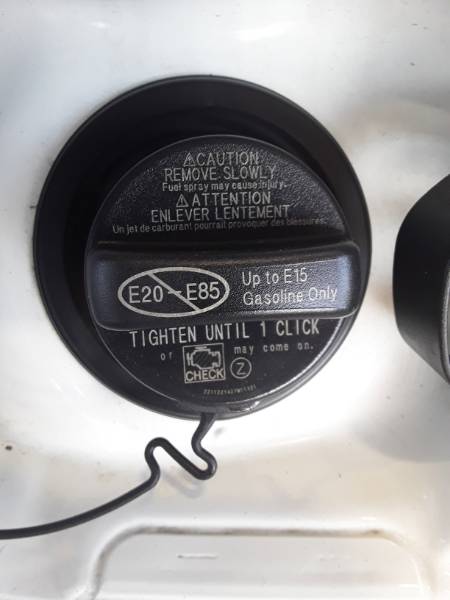 ⚠CAUTION
REMOVE SLOWLY
Fuel spray may cause injury.
⚠ATTENTION
ENLEVER LENTEMENT
Un jet de carburant pourrait provoquer des blessures.
E20-E85 Up to E15
Gasoline Only
TIGHTEN UNTIL 1 CLICK
or CHECK may come on.
Z